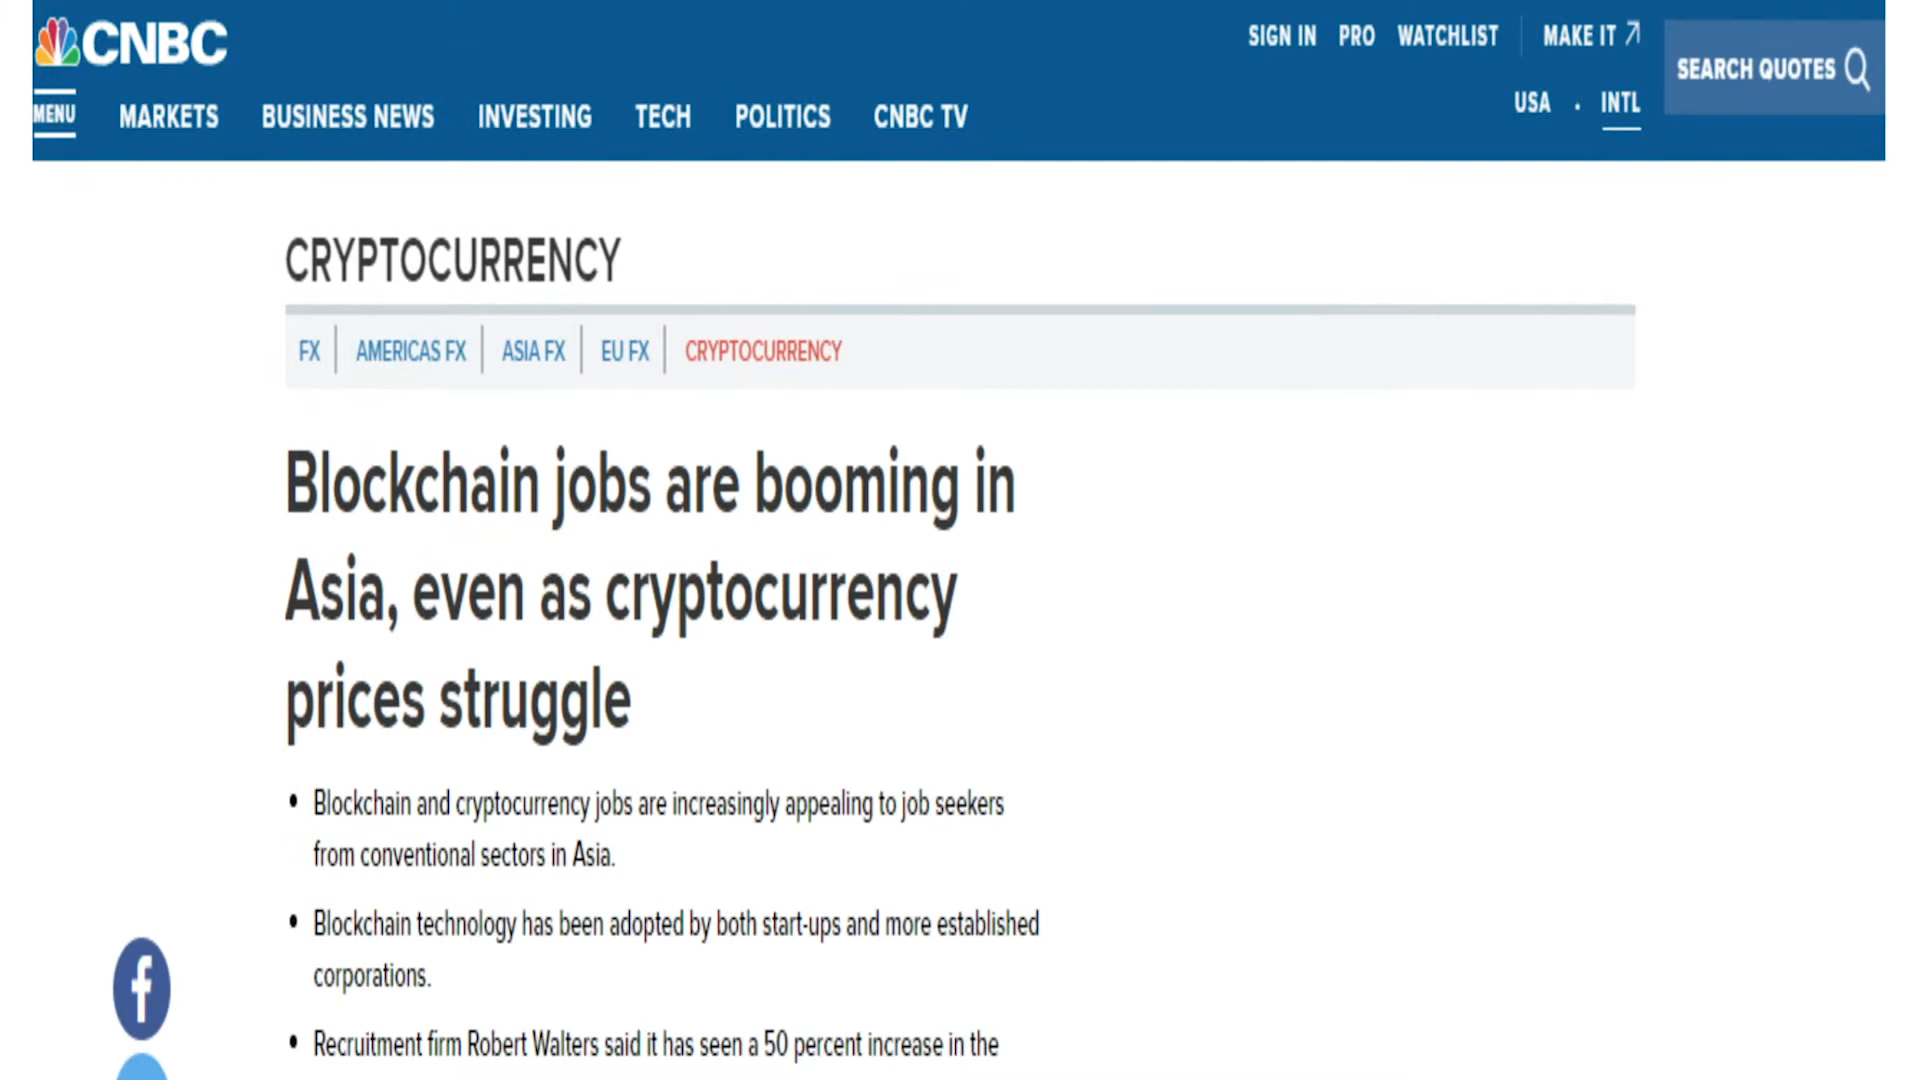 CNBC
SIGN IN PRO WATCHLIST MAKE IT
SEARCH QUOTES
USA · INTL
MENU MARKETS BUSINESS NEWS INVESTING TECH POLITICS CNBC TV
CRYPTOCURRENCY
FX AMERICAS FX ASIA FX EU FX CRYPTOCURRENCY
Blockchain jobs are booming in
Asia, even as cryptocurrency
prices struggle
• Blockchain and cryptocurrency jobs are increasingly appealing to job seekers
from conventional sectors in Asia.
• Blockchain technology has been adopted by both start-ups and more established
corporations.
• Recruitment firm Robert Walters said it has seen a 50 percent increase in the
f